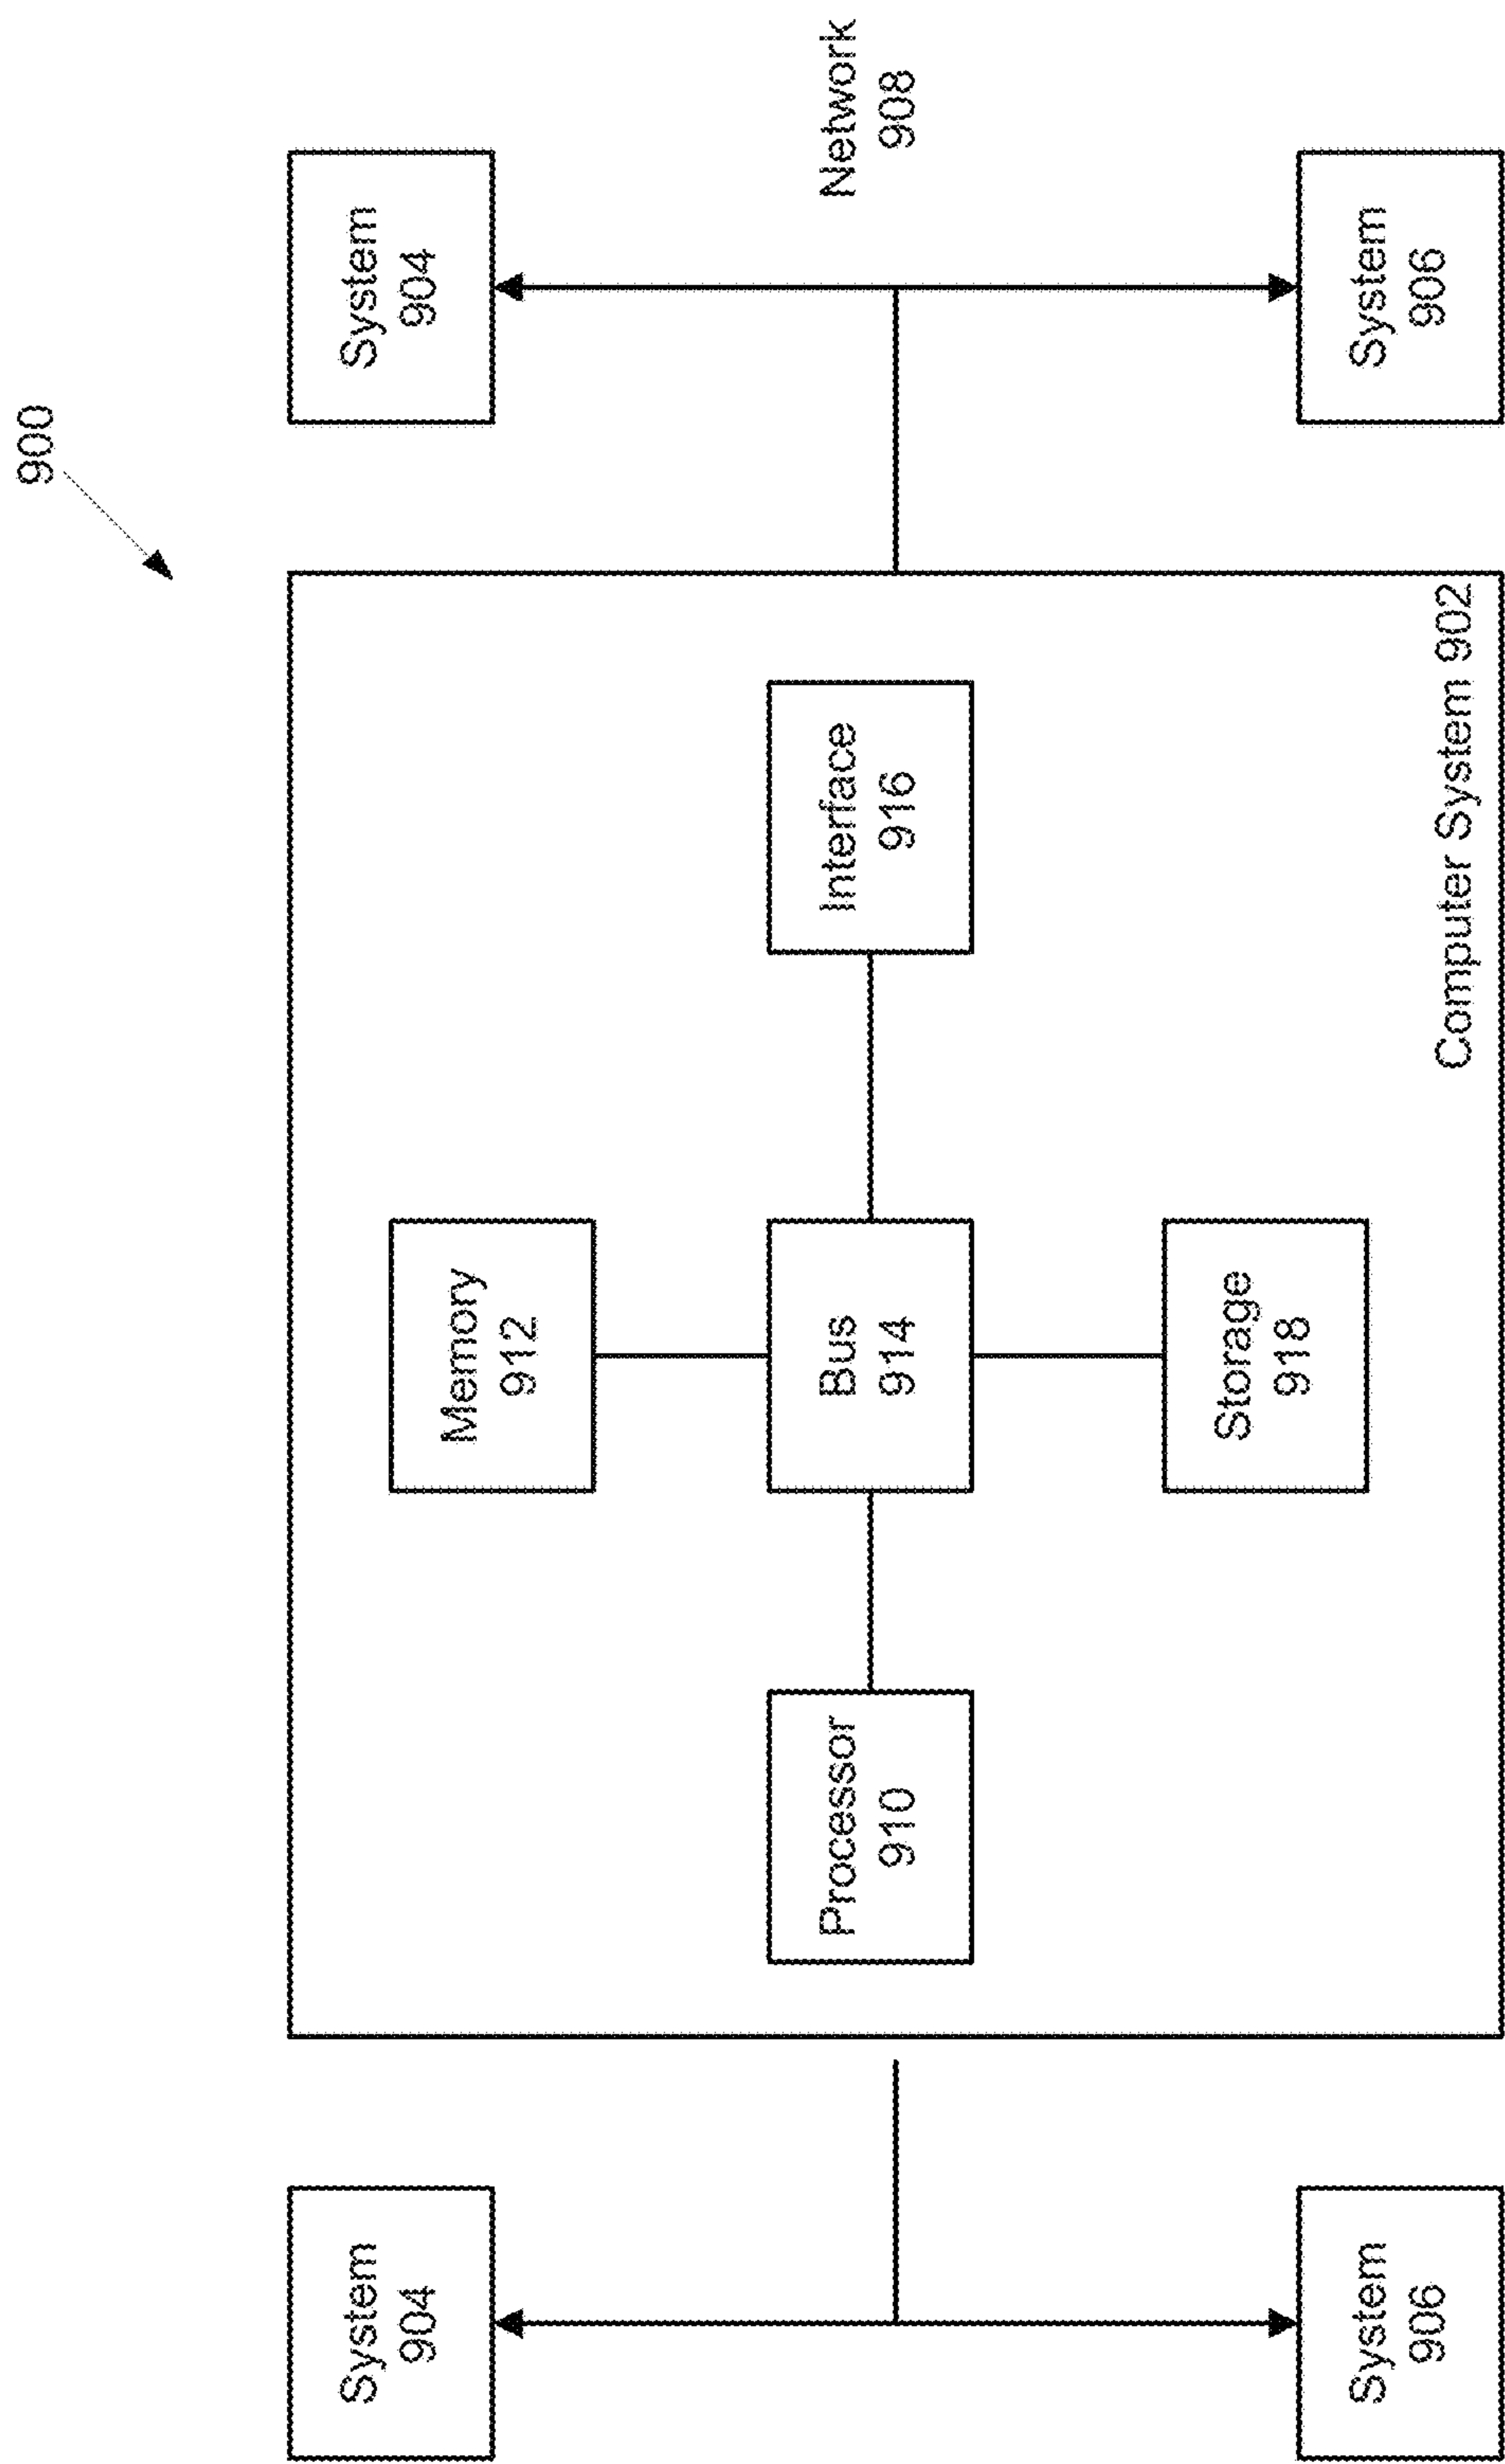 900
System
904
Memory
912
System
904
Processor
910
Bus
914
Interface
916
Network
908
Storage
918
System
906
Computer System 902
System
906